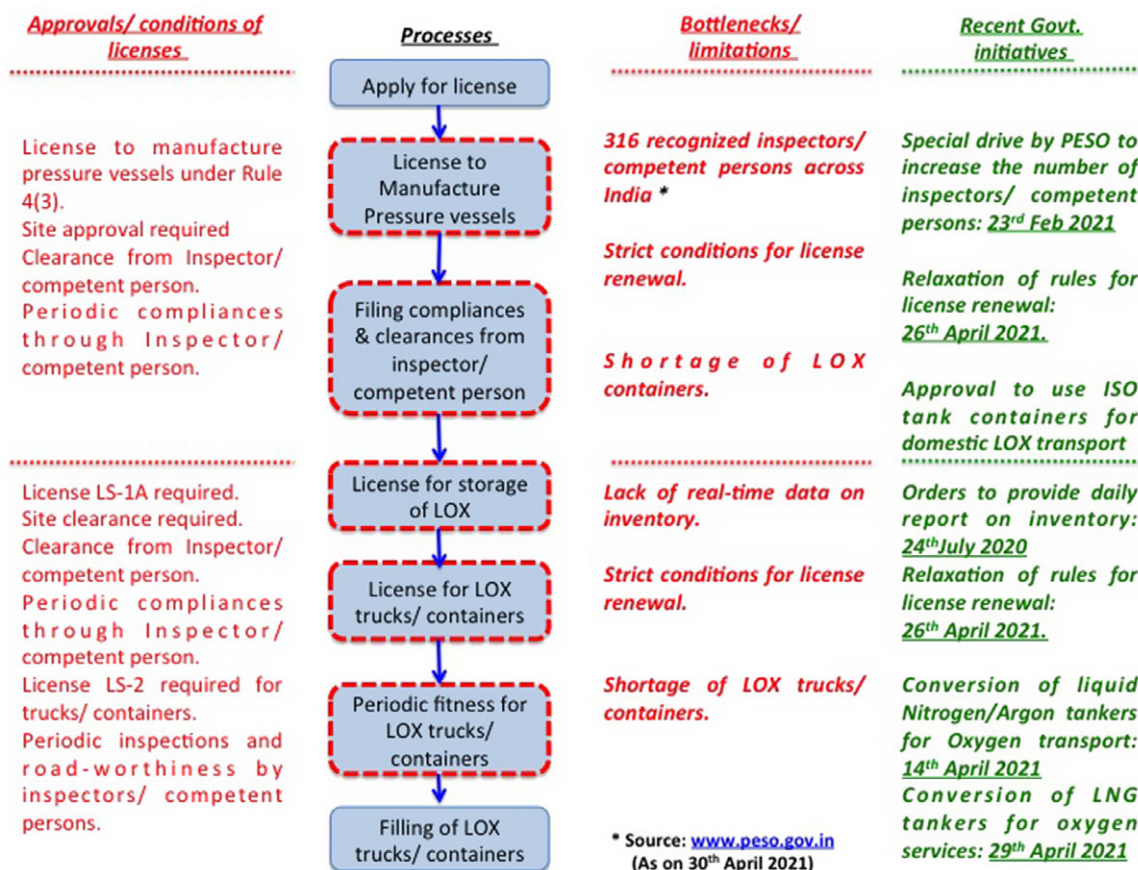 Approvals/ conditions of
licenses
Processes
Bottlenecks/
limitations
Recent Govt.
initiatives
License to manufacture
pressure vessels under Rule
4(3).
Site approval required
Clearance from Inspector/
competent person.
Periodic compliances
through Inspector/
competent person.
License LS-1A required.
Site clearance required.
Clearance from Inspector/
competent person.
Periodic compliances
through Inspector/
competent person.
License LS-2 required for
trucks/ containers.
Periodic inspections and
road-worthiness by
inspectors/ competent
persons.
Apply for license
License to
Manufacture
Pressure vessels
Filing compliances
& clearances from
inspector/
competent person
License for storage
of LOX
License for LOX
trucks/ containers
Periodic fitness for
LOX trucks/
containers
Filling of LOX
trucks/ containers
316 recognized inspectors/
competent persons across
India *
Strict conditions for license
renewal.
Shortage of LOX
containers.
Lack of real-time data on
inventory.
Strict conditions for license
renewal.
Shortage of LOX trucks/
containers.
* Source: www.peso.gov.in
(As on 30th April 2021)
Special drive by PESO to
increase the number of
inspectors/ competent
persons: 23rd Feb 2021
Relaxation of rules for
license renewal:
26th April 2021.
Approval to use ISO
tank containers for
domestic LOX transport
Orders to provide daily
report on inventory:
24thJuly 2020
Relaxation of rules for
license renewal:
26th April 2021.
Conversion of liquid
Nitrogen/Argon tankers
for Oxygen transport:
14th April 2021
Conversion of LNG
tankers for oxygen
services: 29th April 2021